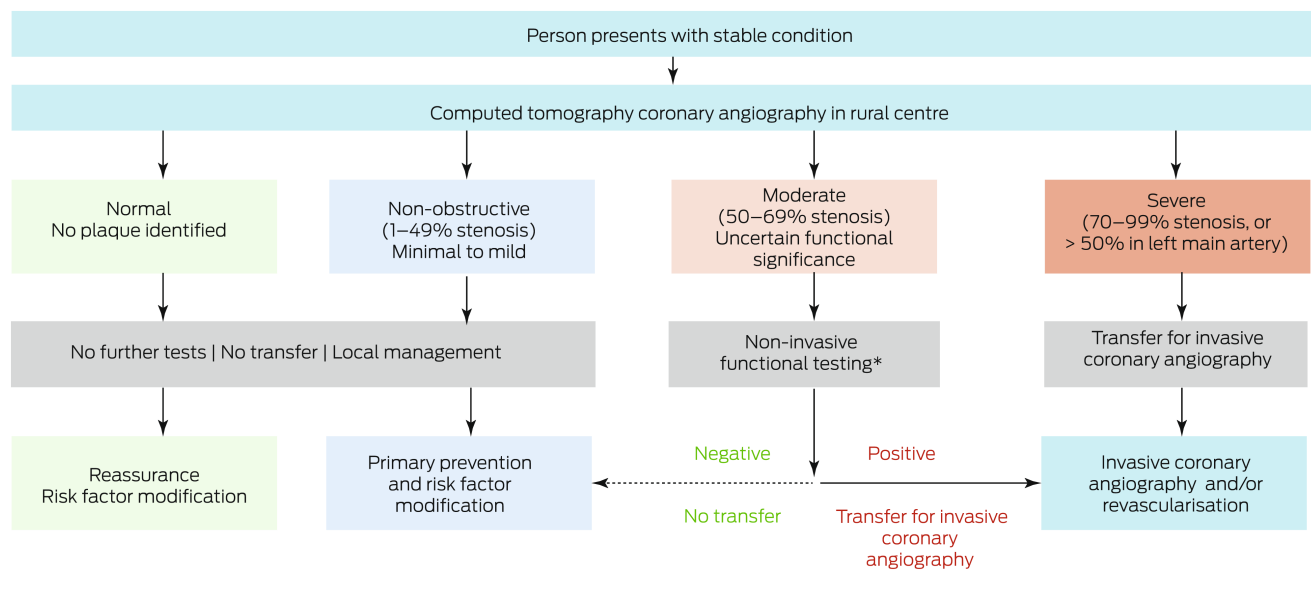 Person presents with stable condition
Computed tomography coronary angiography in rural centre
Normal
No plaque identified
Non-obstructive
(1–49% stenosis)
Minimal to mild
Moderate
(50–69% stenosis)
Uncertain functional
significance
Severe
(70–99% stenosis, or
> 50% in left main artery)
No further tests | No transfer | Local management
Non-invasive
functional testing*
Transfer for invasive
coronary angiography
Reassurance
Risk factor modification
Primary prevention
and risk factor
modification
Negative
No transfer
Positive
Transfer for invasive
coronary
angiography
Invasive coronary
angiography and/or
revascularisation